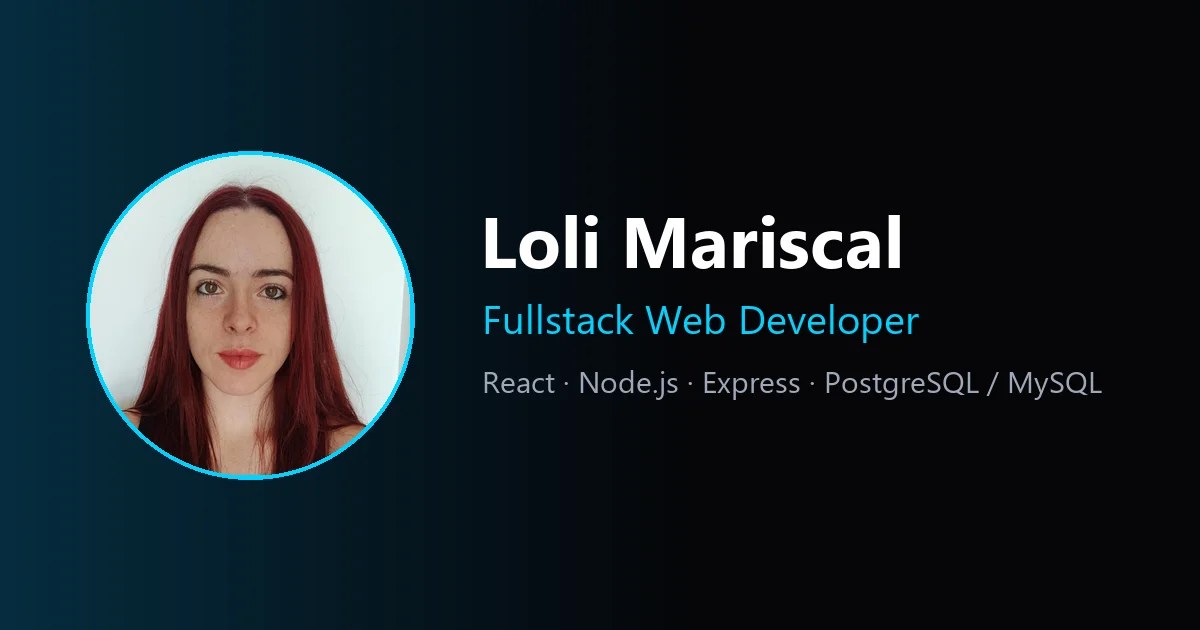 Loli Mariscal
Fullstack Web Developer
React · Node.js · Express · PostgreSQL / MySQL